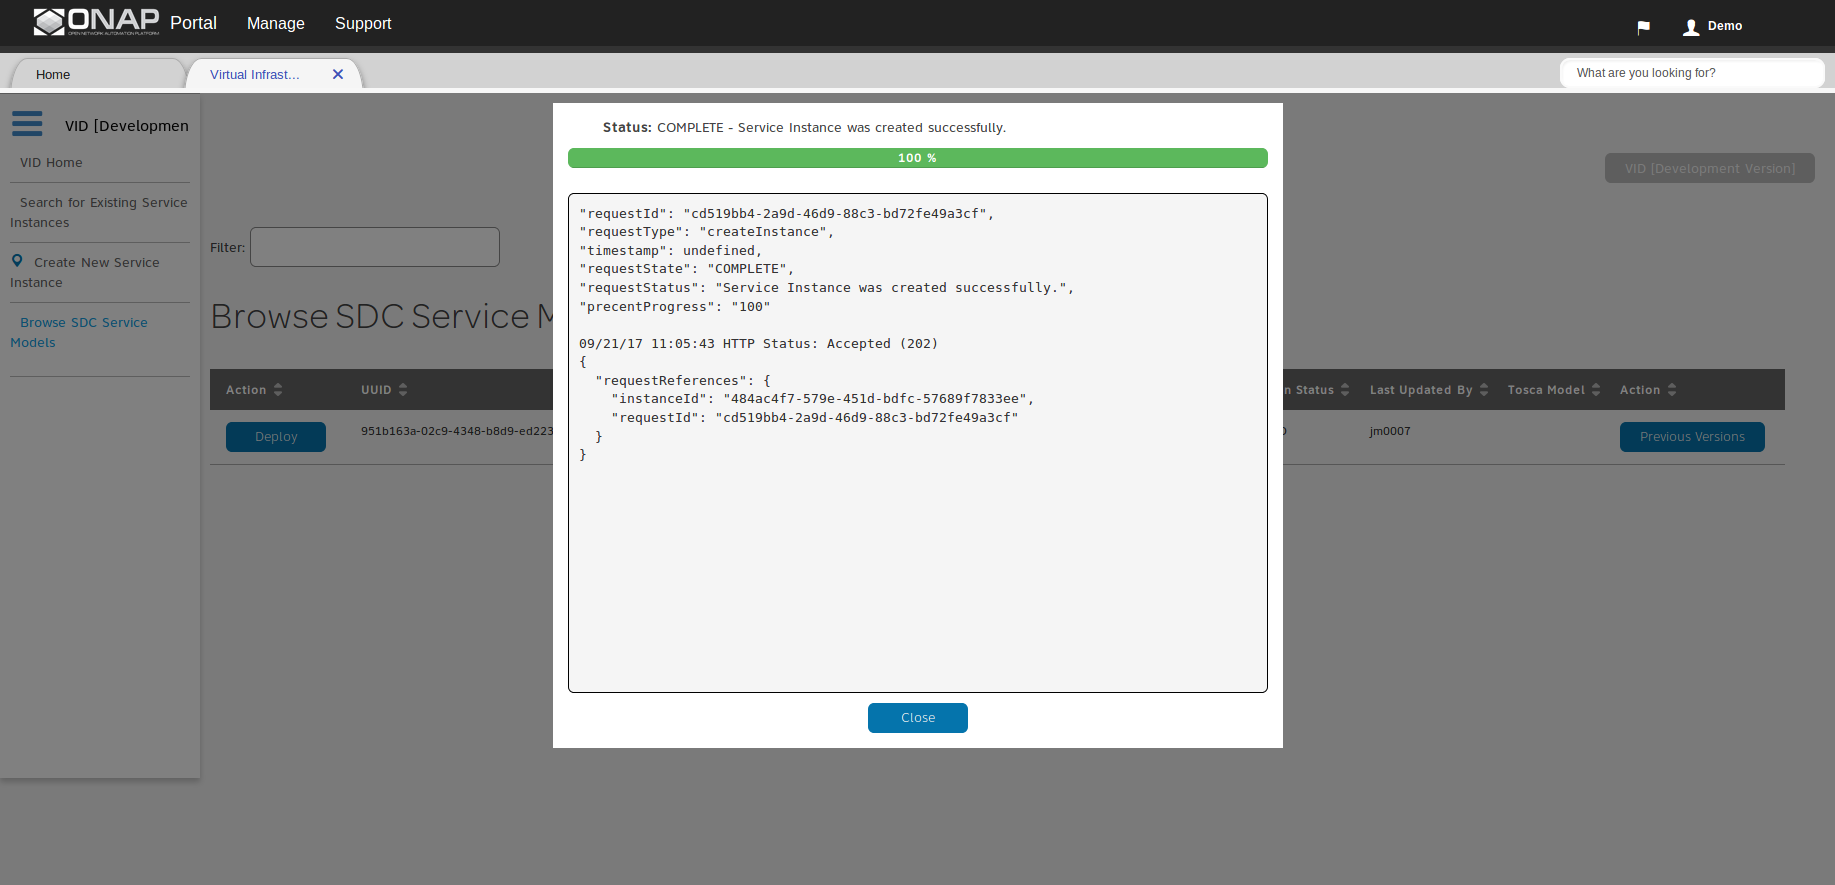 ONAP Portal Manage Support
OPEN NETWORK AUTOMATION PLATFORM
Demo
Home
Virtual Infrast...
What are you looking for?
VID [Developmen
VID Home
Search for Existing Service
Instances
Create New Service
Instance
Browse SDC Service
Models
VID [Development Version]
Filter:
Browse SDC Service M
Action UUID
n Status Last Updated By Tosca Model Action
Deploy 951b163a-02c9-4348-b8d9-ed223
jm0007 Previous Versions
Status: COMPLETE - Service Instance was created successfully.
100 %
"requestId": "cd519bb4-2a9d-46d9-88c3-bd72fe49a3cf",
"requestType": "createInstance",
"timestamp": undefined,
"requestState": "COMPLETE",
"requestStatus": "Service Instance was created successfully.",
"precentProgress": "100"
09/21/17 11:05:43 HTTP Status: Accepted (202)
{
"requestReferences": {
"instanceId": "484ac4f7-579e-451d-bdfc-57689f7833ee",
"requestId": "cd519bb4-2a9d-46d9-88c3-bd72fe49a3cf"
}
}
Close